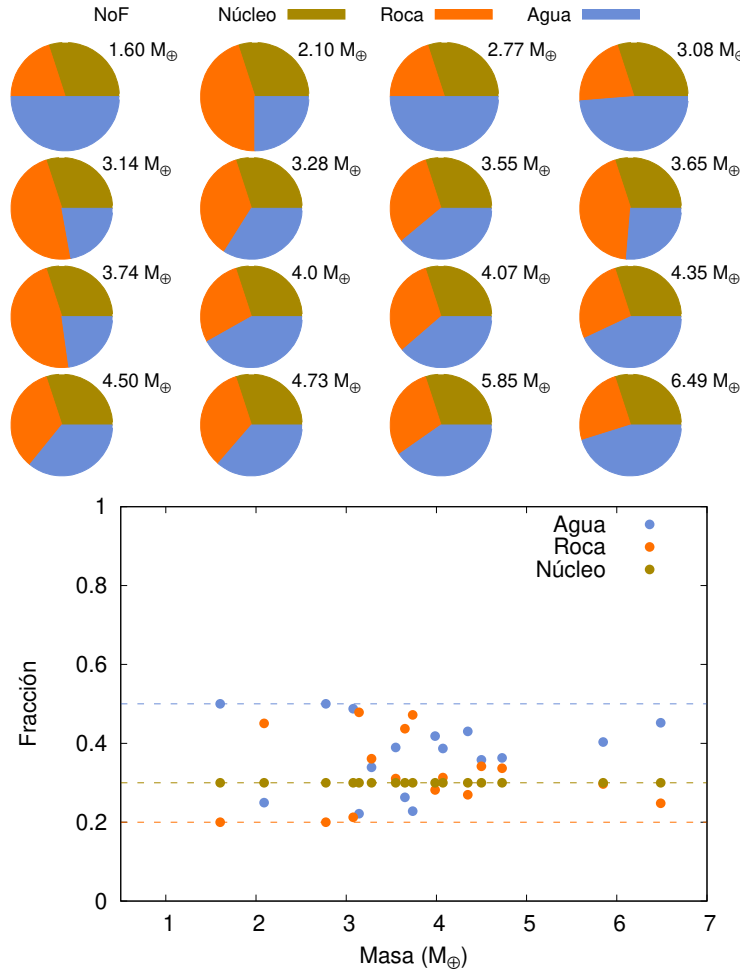 NoF Núcleo Roca Agua
1.60 M⊕ 2.10 M⊕ 2.77 M⊕ 3.08 M⊕
3.14 M⊕ 3.28 M⊕ 3.55 M⊕ 3.65 M⊕
3.74 M⊕ 4.0 M⊕ 4.07 M⊕ 4.35 M⊕
4.50 M⊕ 4.73 M⊕ 5.85 M⊕ 6.49 M⊕
1
Agua
Roca
Núcleo
0.8
0.6
Fracción
0.4
0.2
0
1 2 3 4 5 6 7
Masa (M⊕)